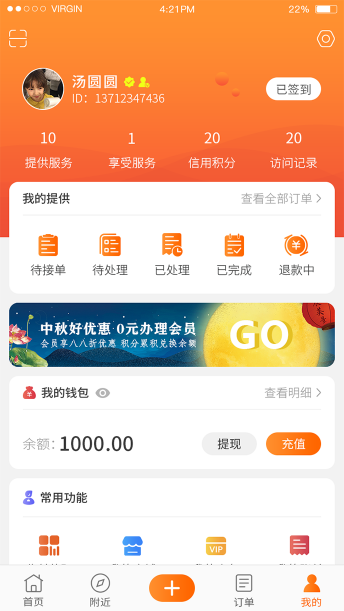 VIRGIN 4:21PM 22%
汤圆圆
ID: 13712347436
已签到
10 1 20 20
提供服务 享受服务 信用积分 访问记录
我的提供 查看全部订单
待接单 待处理 已处理 已完成 退款中
中秋好优惠·0元办理会员
会员享八八折优惠 积分累积兑换余额
GO
我的钱包 查看明细
余额: 1000.00 提现 充值
常用功能
VIP
首页 附近 订单 我的